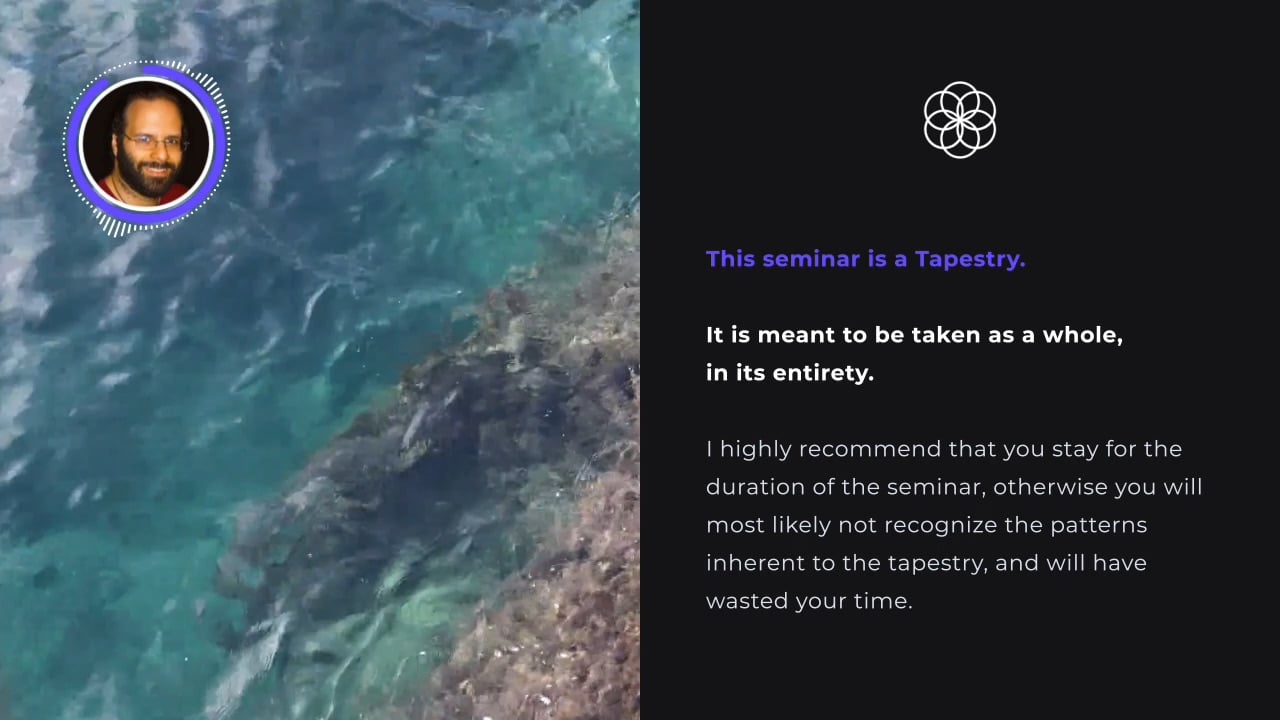 This seminar is a Tapestry.
It is meant to be taken as a whole,
in its entirety.
I highly recommend that you stay for the
duration of the seminar, otherwise you will
most likely not recognize the patterns
inherent to the tapestry, and will have
wasted your time.